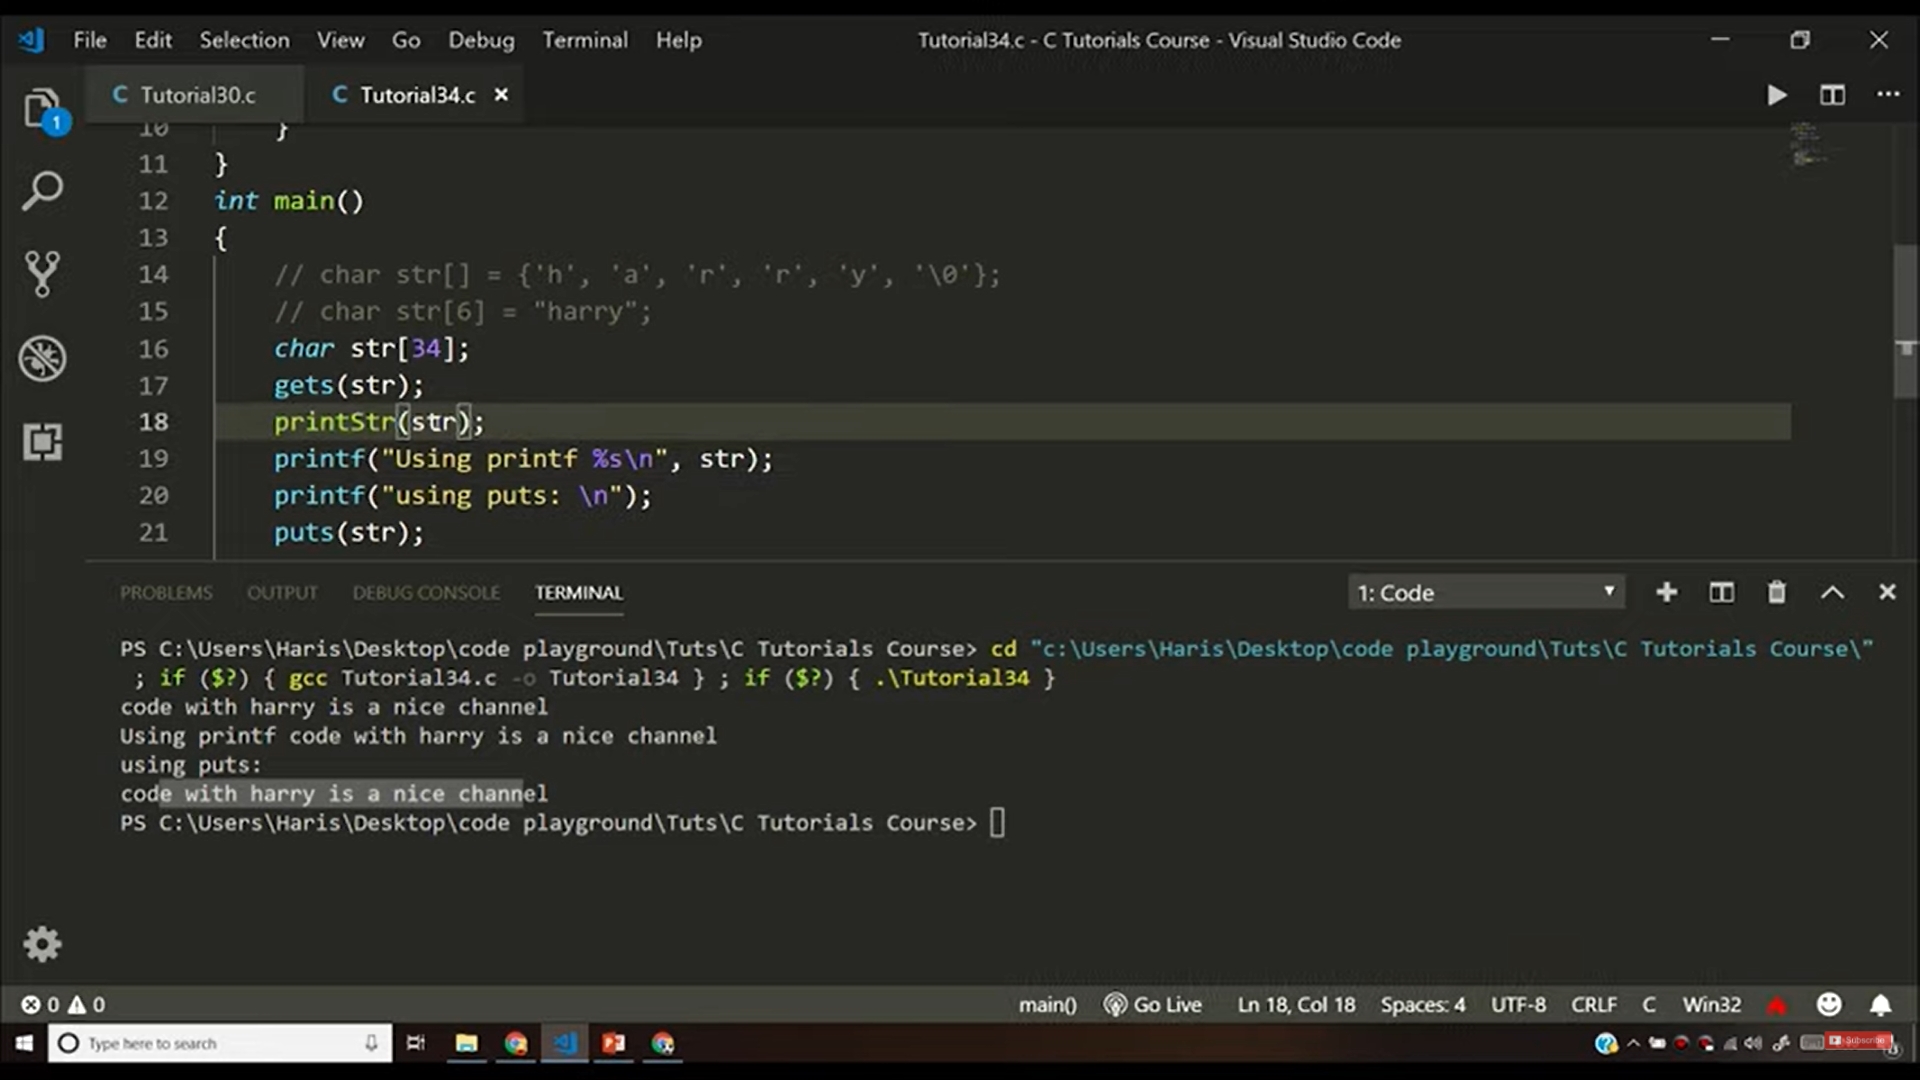 File Edit Selection View Go Debug Terminal Help Tutorial34.c - C Tutorials Course - Visual Studio Code
1
C Tutorial30.c C Tutorial34.c
10 }
11 }
12 int main()
13 {
14 // char str[] = {'h', 'a', 'r', 'r', 'y', '\0'};
15 // char str[6] = "harry";
16 char str[34];
17 gets(str);
18 printStr(str);
19 printf("Using printf %s\n", str);
20 printf("using puts: \n");
21 puts(str);
PROBLEMS OUTPUT DEBUG CONSOLE TERMINAL 1: Code
PS C:\Users\Haris\Desktop\code playground\Tuts\C Tutorials Course> cd "c:\Users\Haris\Desktop\code playground\Tuts\C Tutorials Course\"
; if ($?) { gcc Tutorial34.c -o Tutorial34 } ; if ($?) { .\Tutorial34 }
code with harry is a nice channel
Using printf code with harry is a nice channel
using puts:
code with harry is a nice channel
PS C:\Users\Haris\Desktop\code playground\Tuts\C Tutorials Course>
0 0 main() Go Live Ln 18, Col 18 Spaces: 4 UTF-8 CRLF C Win32
Type here to search Subscribe